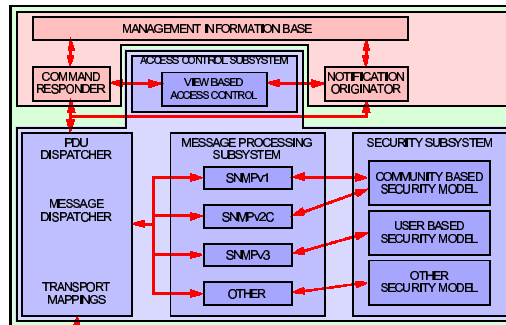 MANAGEMENT INFORMATION BASE
ACCESS CONTROL SUBSYSTEM
COMMAND
RESPONDER
VIEW BASED
ACCESS CONTROL
NOTIFICATION
ORIGINATOR
PDU
DISPATCHER
MESSAGE
DISPATCHER
TRANSPORT
MAPPINGS
MESSAGE PROCESSING
SUBSYSTEM
SNMPv1
SNMPv2C
SNMPv3
OTHER
SECURITY SUBSYSTEM
COMMUNITY BASED
SECURITY MODEL
USER BASED
SECURITY MODEL
OTHER
SECURITY MODEL